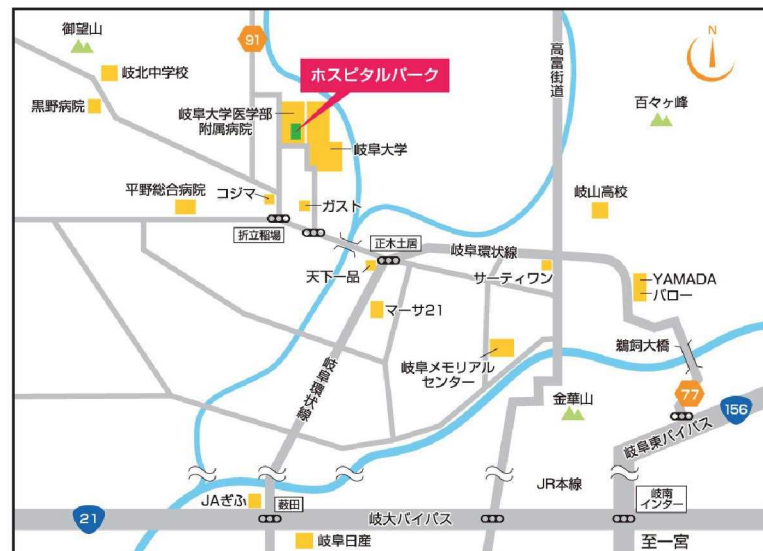 御望山
91
N
岐北中学校
高富街道
ホスピタルパーク
百々ヶ峰
黒野病院
岐阜大学医学部
附属病院
岐阜大学
平野総合病院
コジマ
ガスト
岐山高校
折立稲場
正木土居
岐阜環状線
天下一品
サーティワン
YAMADA
バロー
マーサ21
鵜飼大橋
岐阜メモリアル
センター
岐阜環状線
金華山
77
156
岐阜東バイパス
JR本線
JAぎふ
薮田
岐南
インター
21
岐大バイパス
岐阜日産
至一宮